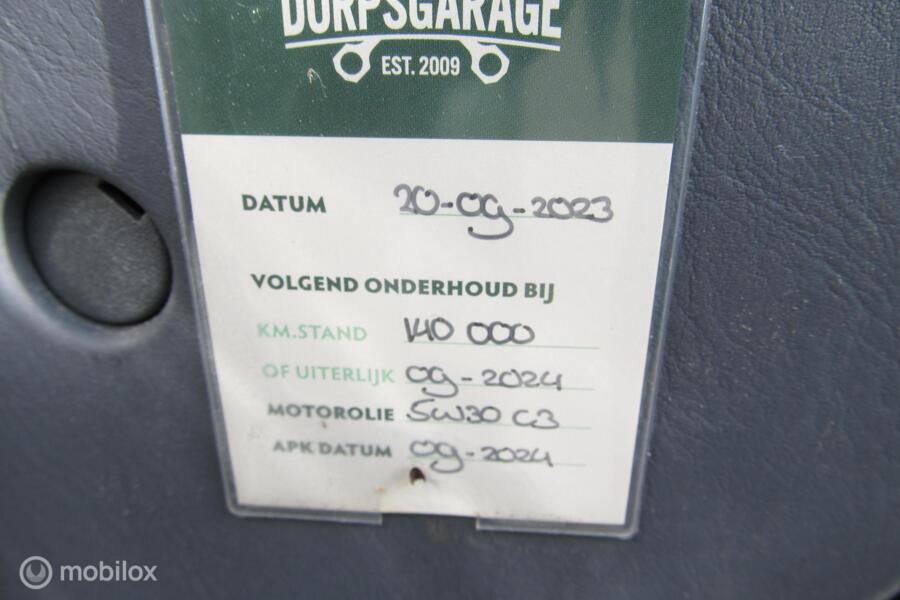 DORPSGARAGE
EST. 2009
DATUM 20-09-2023
VOLGEND ONDERHOUD BIJ
KM.STAND 140 000
OF UITERLIJK 09-2024
MOTOROLIE 5W30 C3
APK DATUM 09-2024
mobilox